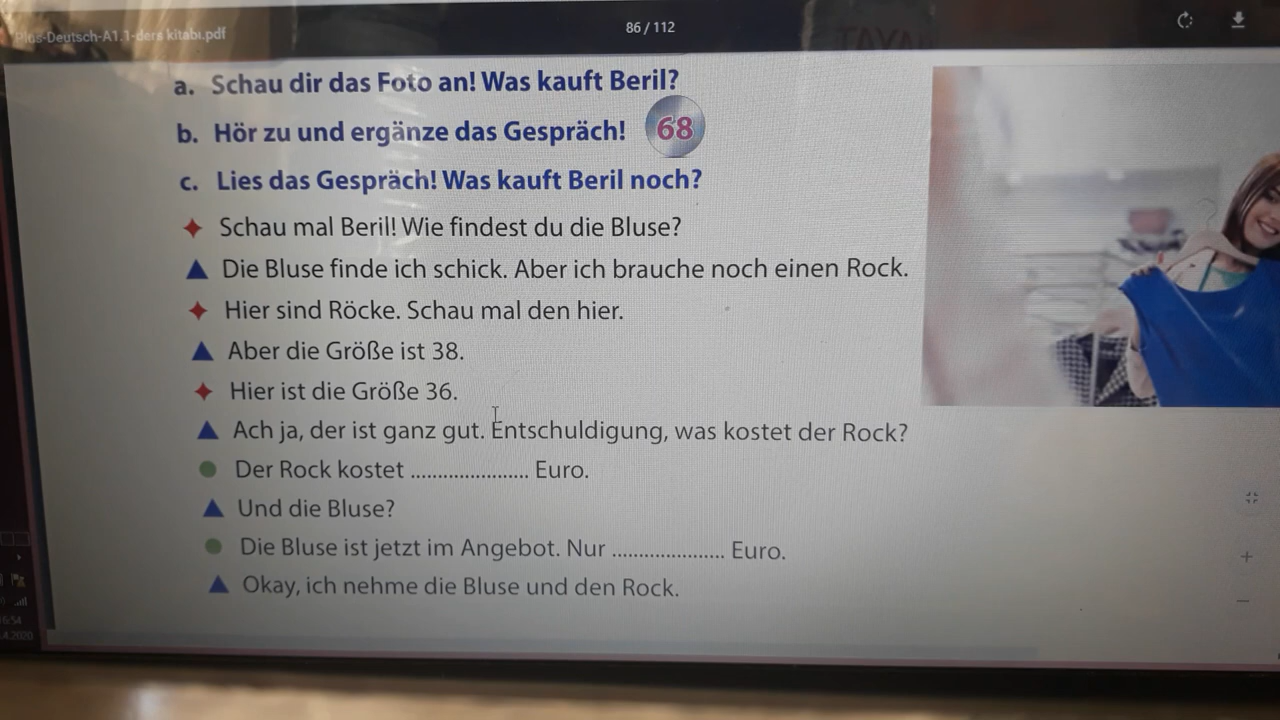 Plus-Deutsch-A1.1-ders kitabı.pdf
86 / 112
a. Schau dir das Foto an! Was kauft Beril?
b. Hör zu und ergänze das Gespräch! 68
c. Lies das Gespräch! Was kauft Beril noch?
Schau mal Beril! Wie findest du die Bluse?
Die Bluse finde ich schick. Aber ich brauche noch einen Rock.
Hier sind Röcke. Schau mal den hier.
Aber die Größe ist 38.
Hier ist die Größe 36.
Ach ja, der ist ganz gut. Entschuldigung, was kostet der Rock?
Der Rock kostet ...................... Euro.
Und die Bluse?
Die Bluse ist jetzt im Angebot. Nur ..................... Euro.
Okay, ich nehme die Bluse und den Rock.